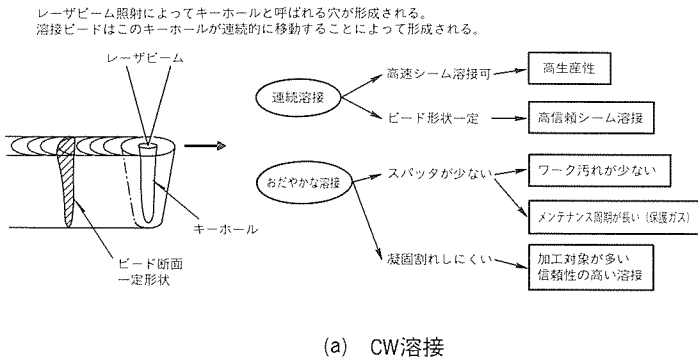 レーザビーム照射によってキーホールと呼ばれる穴が形成される。
溶接ビードはこのキーホールが連続的に移動することによって形成される。
レーザビーム
キーホール
ビード断面
一定形状
連続溶接
高速シーム溶接可
高生産性
ビード形状一定
高信頼シーム溶接
おだやかな溶接
スパッタが少ない
ワーク汚れが少ない
メンテナンス周期が長い（保護ガス）
凝固割れしにくい
加工対象が多い
信頼性の高い溶接
(a) CW溶接